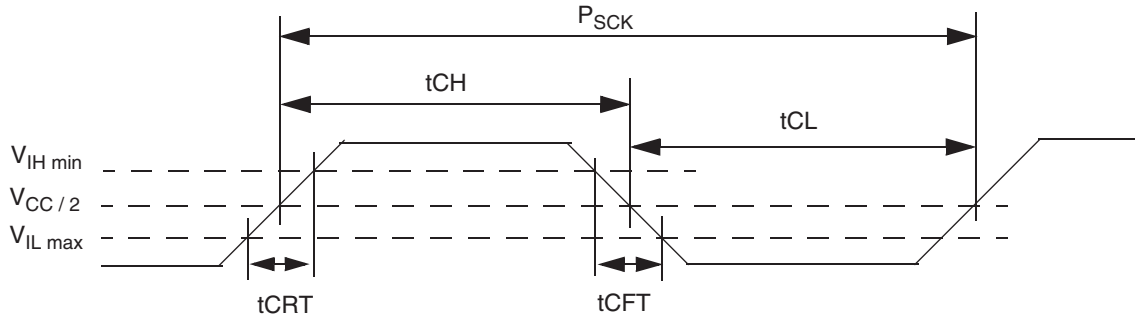 PSCK
tCH
tCL
VIH min
VCC / 2
VIL max
tCRT
tCFT